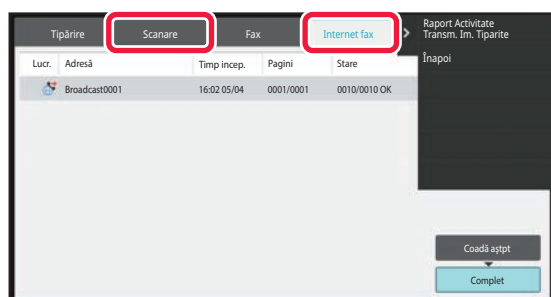 Tipărire Scanare Fax Internet fax
Raport Activitate
Transm. Im. Tiparite
Înapoi
Lucr. Adresă Timp incep. Pagini Stare
Broadcast0001 16:02 05/04 0001/0001 0010/0010 OK
Coadă aştpt
Complet